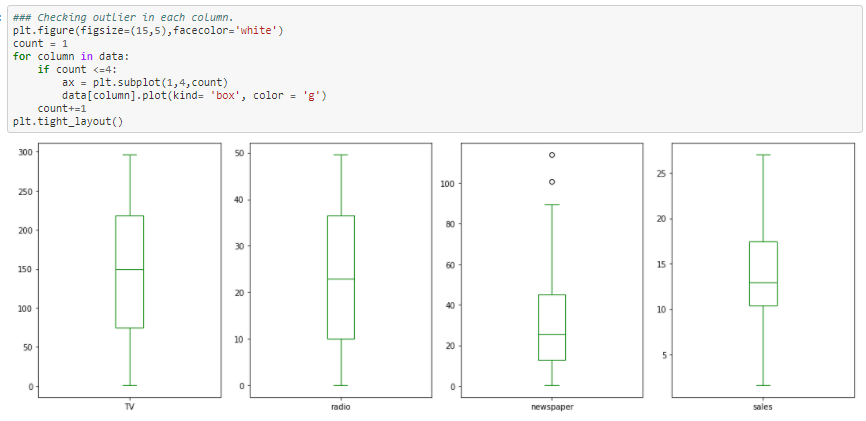 ### Checking outlier in each column.
plt.figure(figsize=(15,5),facecolor='white')
count = 1
for column in data:
    if count <=4:
        ax = plt.subplot(1,4,count)
        data[column].plot(kind= 'box', color = 'g')
    count+=1
plt.tight_layout()
300
250
200
150
100
50
0
TV
50
40
30
20
10
0
radio
100
80
60
40
20
0
newspaper
25
20
15
10
5
sales